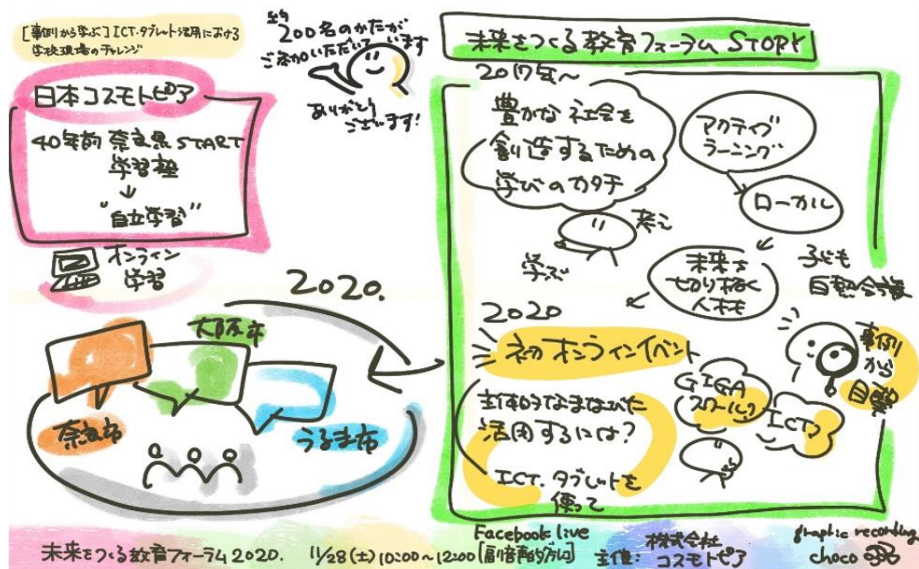 [事例から学ぶ] ICT・タブレット活用における
学校現場のチャレンジ
約
200名のかたが
ご参加いただいています
ありがとう
ございます!
日本コスモトピア
40年前 奈良県 START
学習塾
↓
"自立学習"
オンライン
学習
2020.
大阪市
奈良市
うるま市
未来をつくる教育フォーラム STORY
2017年〜
豊かな社会を
創造するための
学びのカタチ
アクティブ
ラーニング
ローカル
考え
学ぶ
未来を
切り拓く
人材
子ども
熟議
2020
初オンラインイベント
主体的なまなびに
活用するには?
ICT・タブレットを
使って
GIGA
スクール?
ICT?
事例
から
未来をつくる教育フォーラム2020. 11/28(土)10:00~12:00
Facebook live
主催:
株式会社
コスモトピア
graphic recording
choco